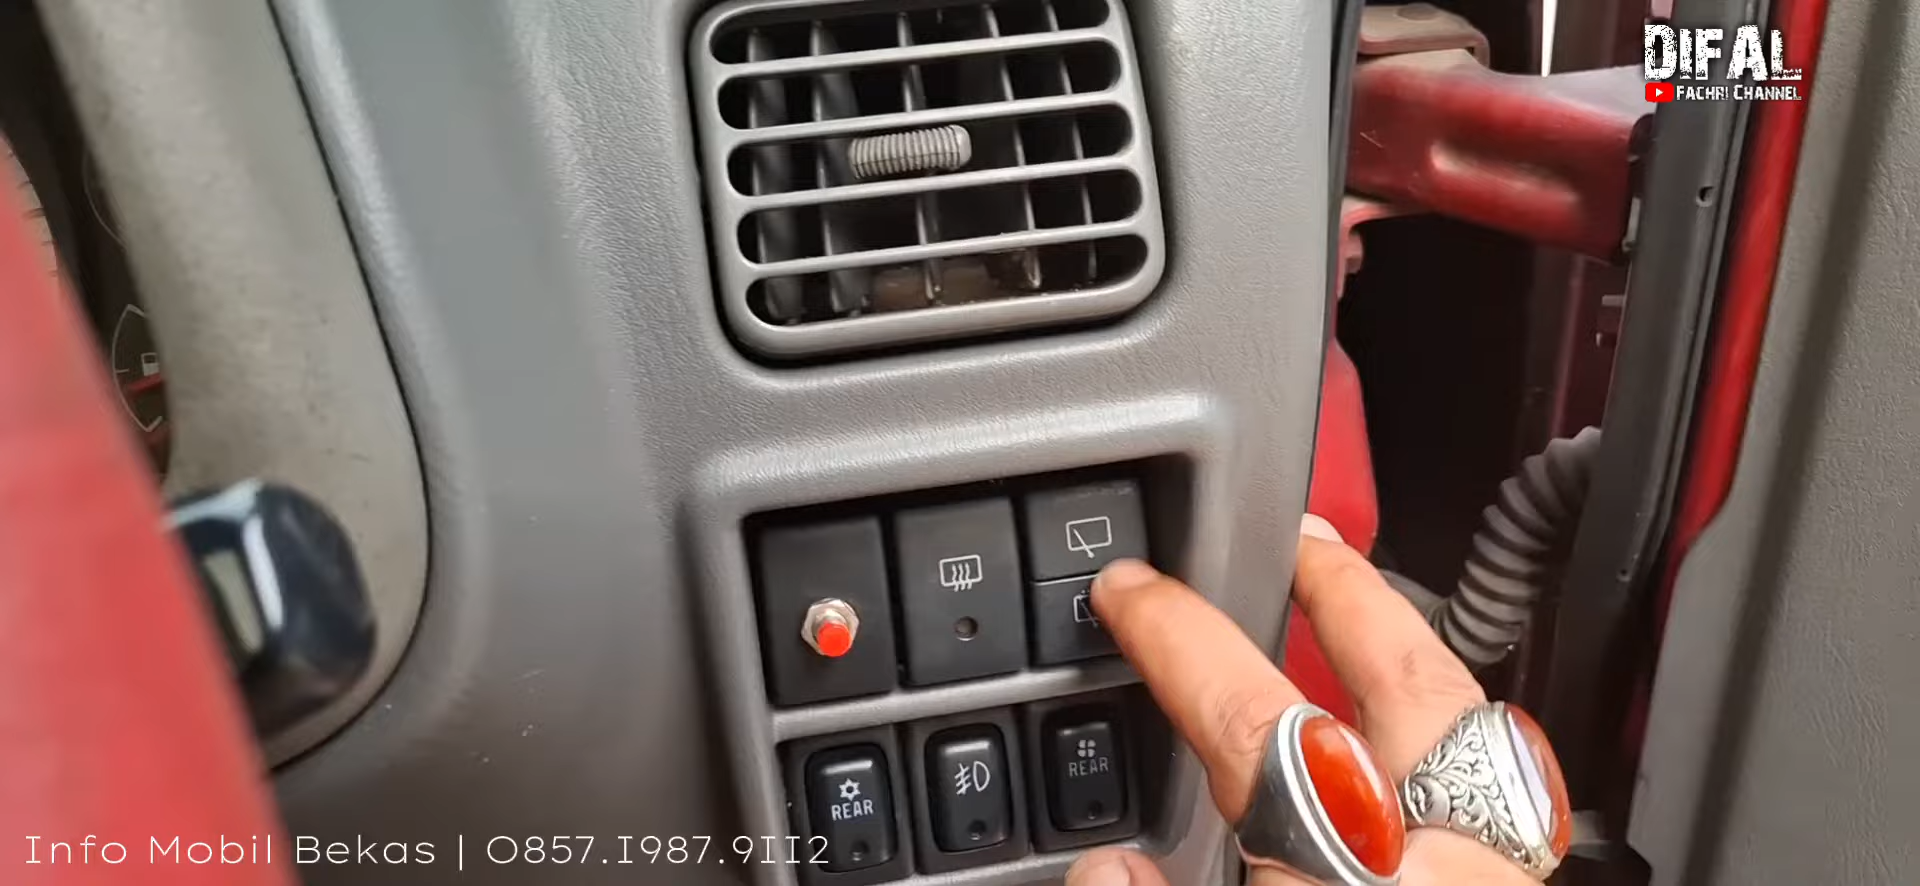 DIFAL
FACHRI CHANNEL
REAR
REAR
Info Mobil Bekas | 0857.1987.9112